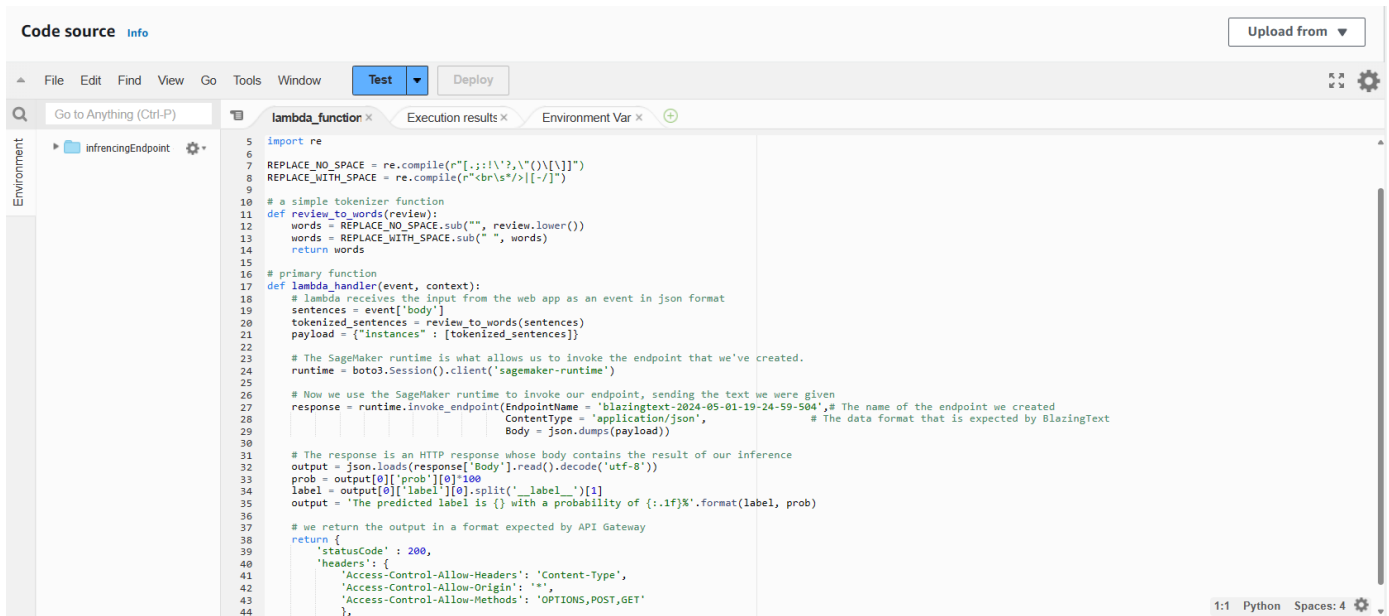 Code source Info
Upload from
File Edit Find View Go Tools Window Test Deploy
Go to Anything (Ctrl-P)
lambda_function Execution results Environment Var
Environment
infrencingEndpoint
5 import re
6
7 REPLACE_NO_SPACE = re.compile(r"[.;:!\'?,\"()\[\]]")
8 REPLACE_WITH_SPACE = re.compile(r"<br\s*/>|[-/]")
9
10 # a simple tokenizer function
11 def review_to_words(review):
12     words = REPLACE_NO_SPACE.sub("", review.lower())
13     words = REPLACE_WITH_SPACE.sub(" ", words)
14     return words
15
16 # primary function
17 def lambda_handler(event, context):
18     # lambda receives the input from the web app as an event in json format
19     sentences = event['body']
20     tokenized_sentences = review_to_words(sentences)
21     payload = {"instances" : [tokenized_sentences]}
22
23     # The SageMaker runtime is what allows us to invoke the endpoint that we've created.
24     runtime = boto3.Session().client('sagemaker-runtime')
25
26     # Now we use the SageMaker runtime to invoke our endpoint, sending the text we were given
27     response = runtime.invoke_endpoint(EndpointName = 'blazingtext-2024-05-01-19-24-59-504',# The name of the endpoint we created
28                                        ContentType = 'application/json',                 # The data format that is expected by BlazingText
29                                        Body = json.dumps(payload))
30
31     # The response is an HTTP response whose body contains the result of our inference
32     output = json.loads(response['Body'].read().decode('utf-8'))
33     prob = output[0]['prob'][0]*100
34     label = output[0]['label'][0].split('__label__')[1]
35     output = 'The predicted label is {} with a probability of {:.1f}%'.format(label, prob)
36
37     # we return the output in a format expected by API Gateway
38     return {
39         'statusCode' : 200,
40         'headers': {
41             'Access-Control-Allow-Headers': 'Content-Type',
42             'Access-Control-Allow-Origin': '*',
43             'Access-Control-Allow-Methods': 'OPTIONS,POST,GET'
44             },
1:1 Python Spaces: 4